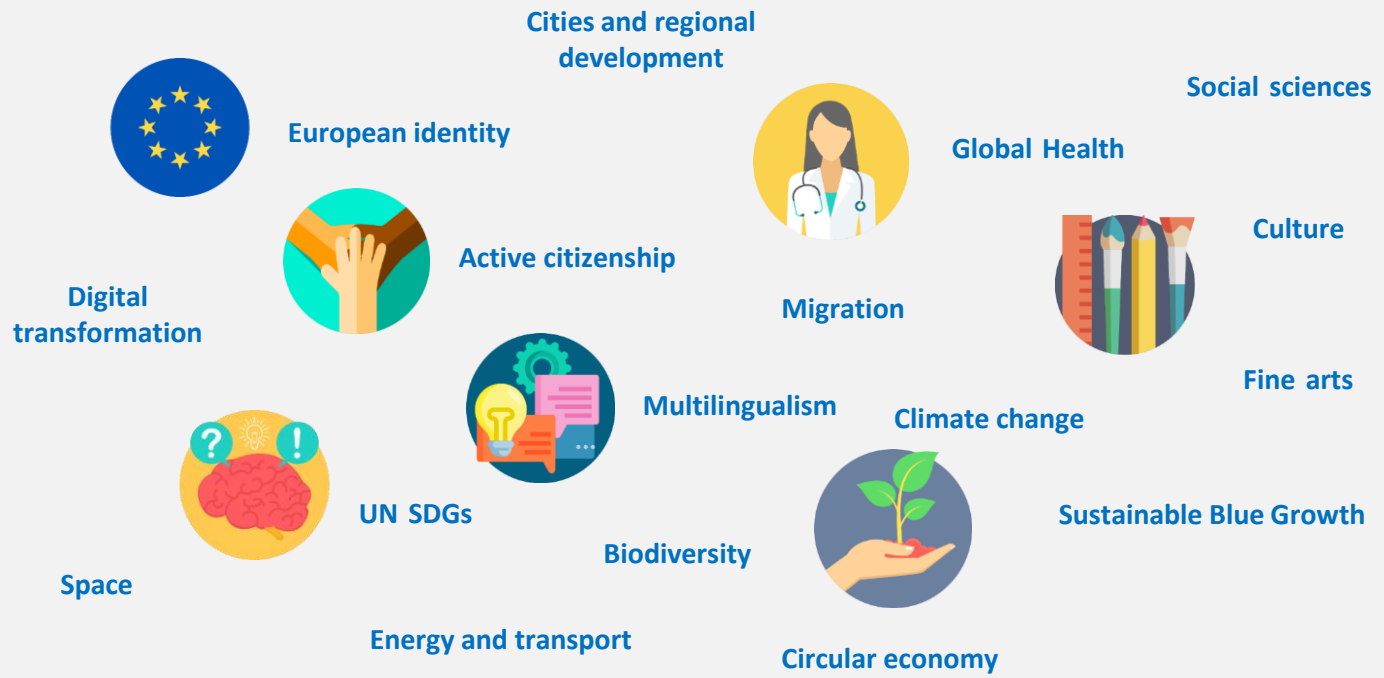 Cities and regional
development
Social sciences
European identity
Global Health
Culture
Active citizenship
Digital
transformation
Migration
Fine arts
Multilingualism
Climate change
UN SDGs
Sustainable Blue Growth
Biodiversity
Space
Energy and transport
Circular economy
? !